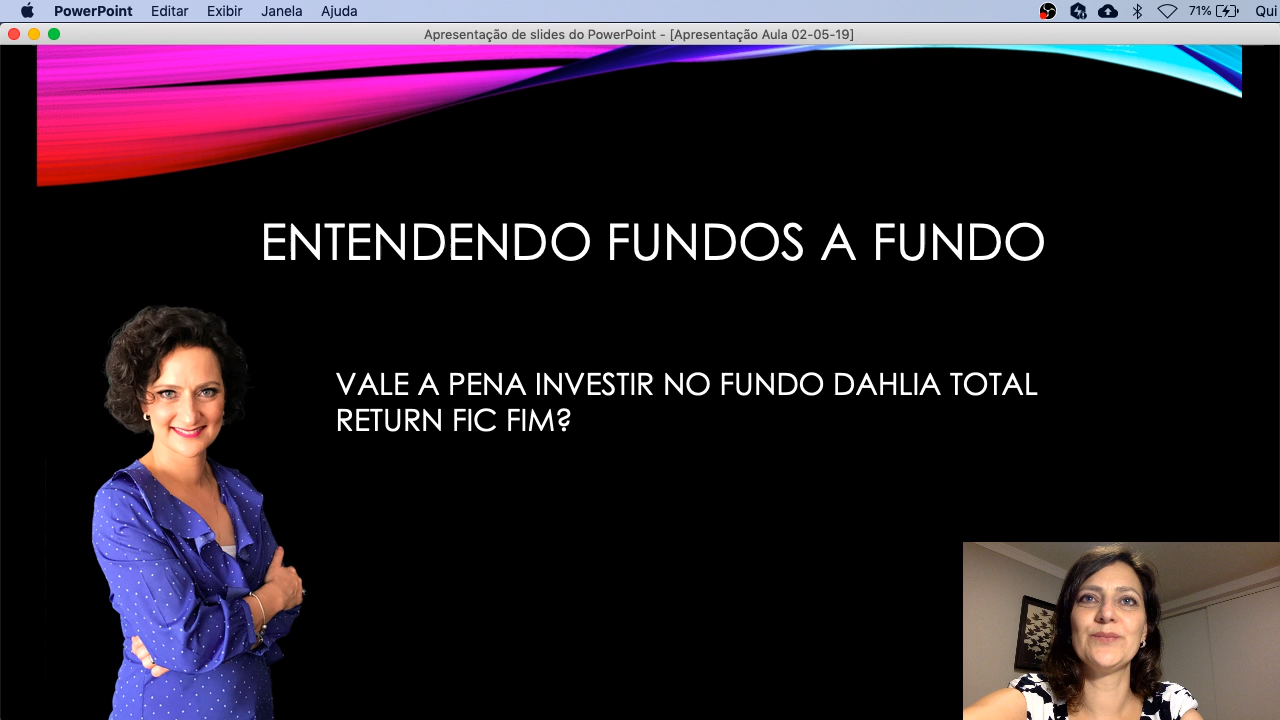 PowerPoint Editar Exibir Janela Ajuda 71% Qui
Apresentação de slides do PowerPoint - [Apresentação Aula 02-05-19]
ENTENDENDO FUNDOS A FUNDO
VALE A PENA INVESTIR NO FUNDO DAHLIA TOTAL
RETURN FIC FIM?